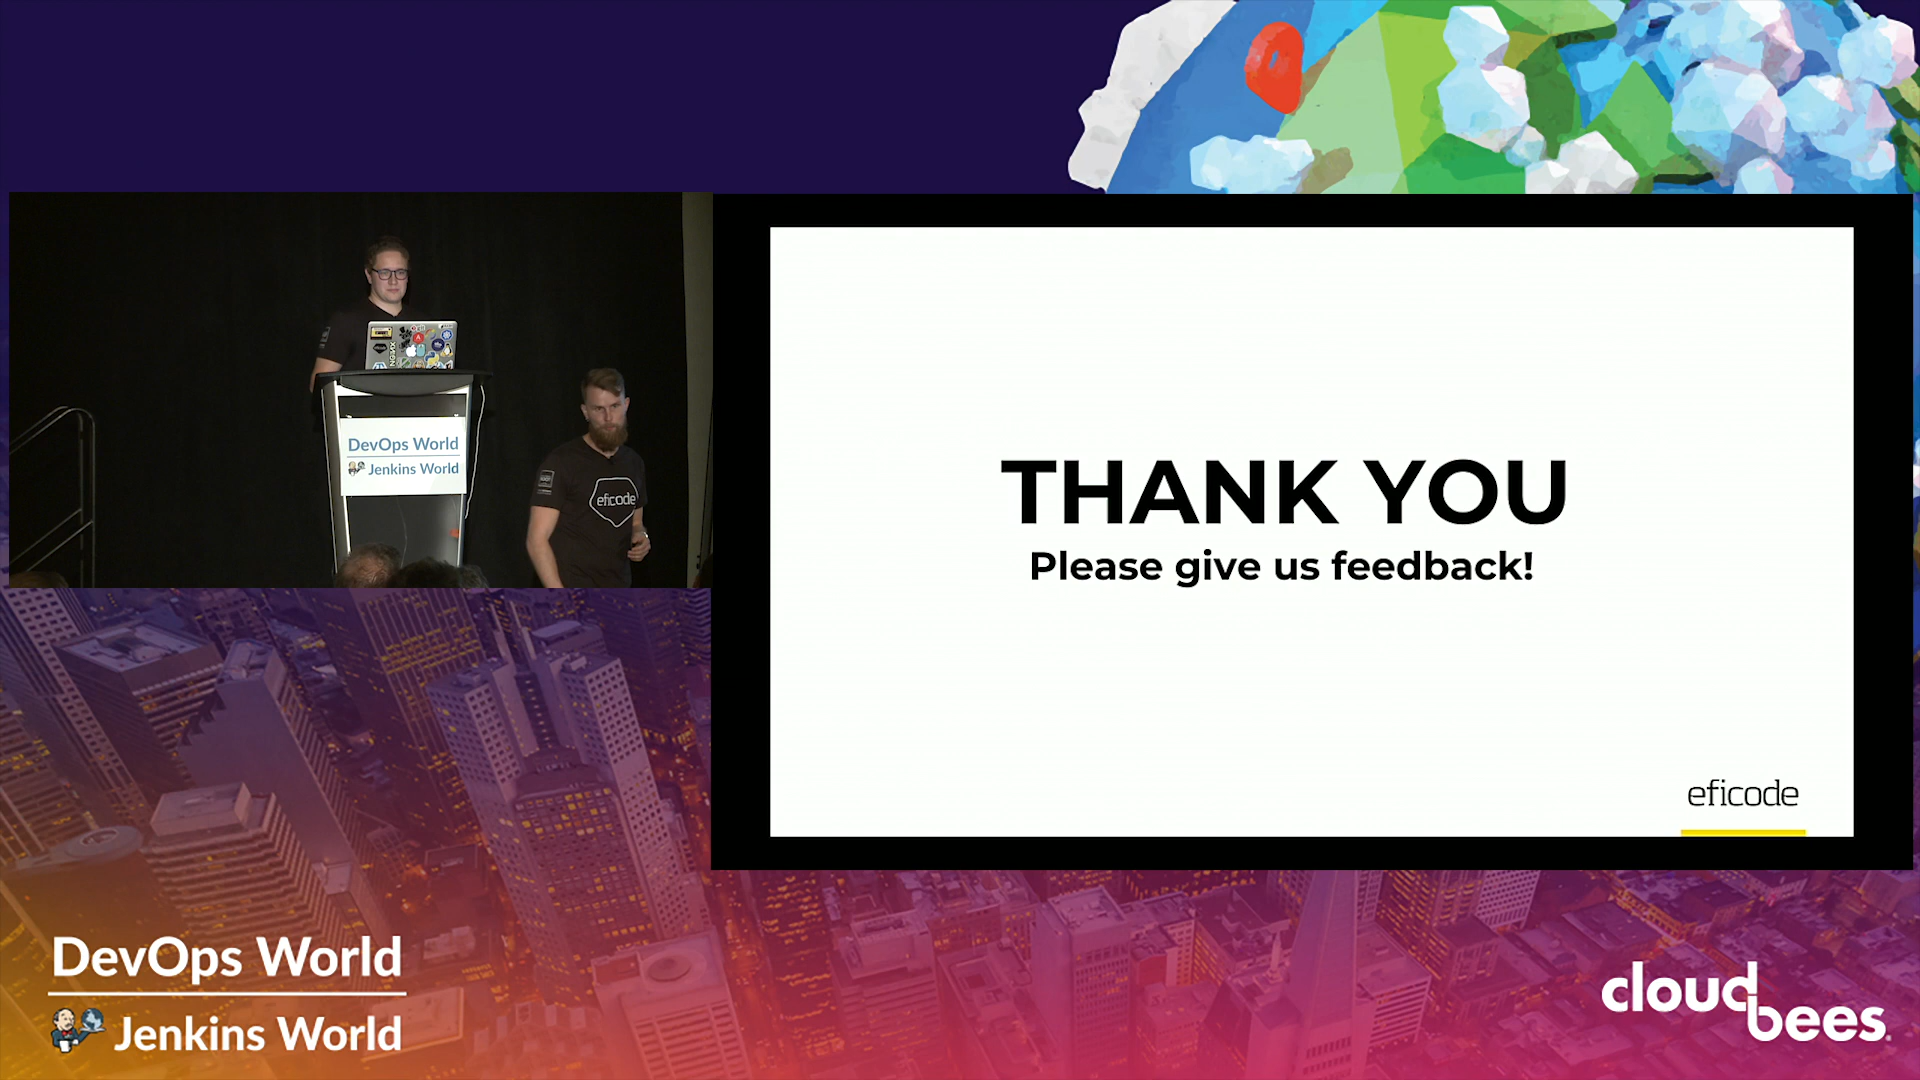 DevOps World
Jenkins World
eficode
THANK YOU
Please give us feedback!
eficode
DevOps World
Jenkins World
cloudbees